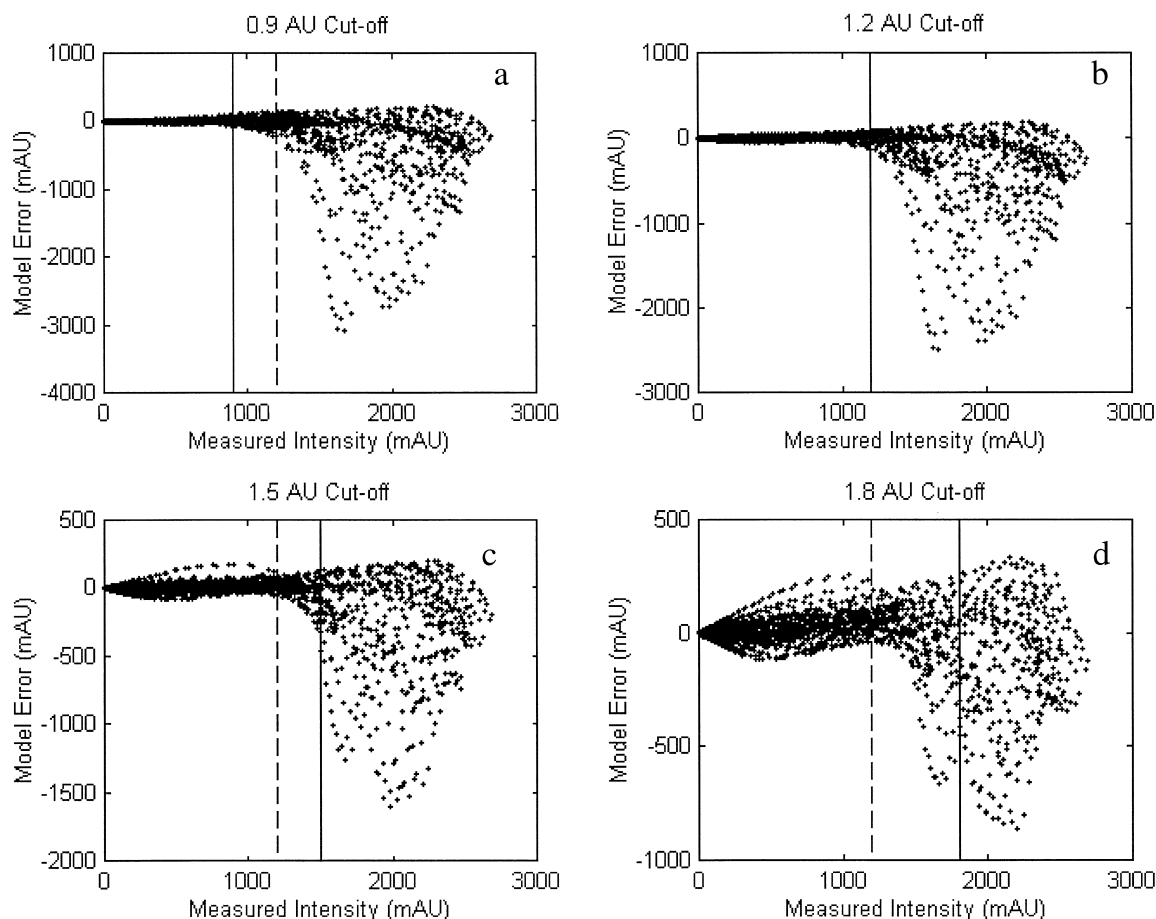 0.9 AU Cut-off
a
1000
0
-1000
-2000
-3000
-4000
Model Error (mAU)
0
1000
2000
3000
Measured Intensity (mAU)
1.2 AU Cut-off
b
1000
0
-1000
-2000
-3000
Model Error (mAU)
0
1000
2000
3000
Measured Intensity (mAU)
1.5 AU Cut-off
c
500
0
-500
-1000
-1500
-2000
Model Error (mAU)
0
1000
2000
3000
Measured Intensity (mAU)
1.8 AU Cut-off
d
500
0
-500
-1000
Model Error (mAU)
0
1000
2000
3000
Measured Intensity (mAU)